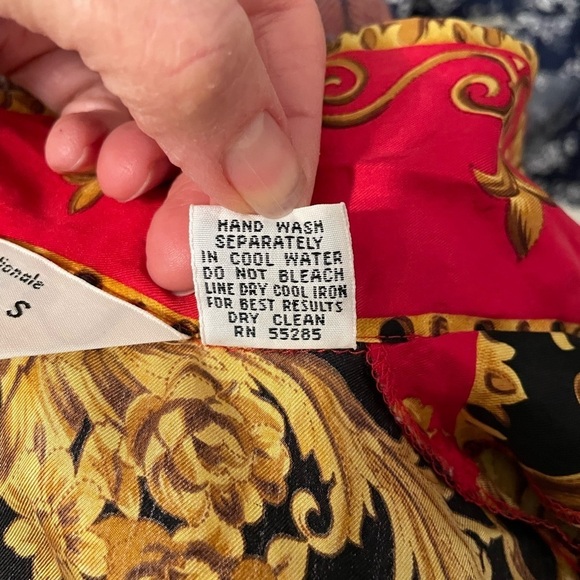 HAND WASH
SEPARATELY
IN COOL WATER
DO NOT BLEACH
LINE DRY COOL IRON
FOR BEST RESULTS
DRY CLEAN
RN 55285
S